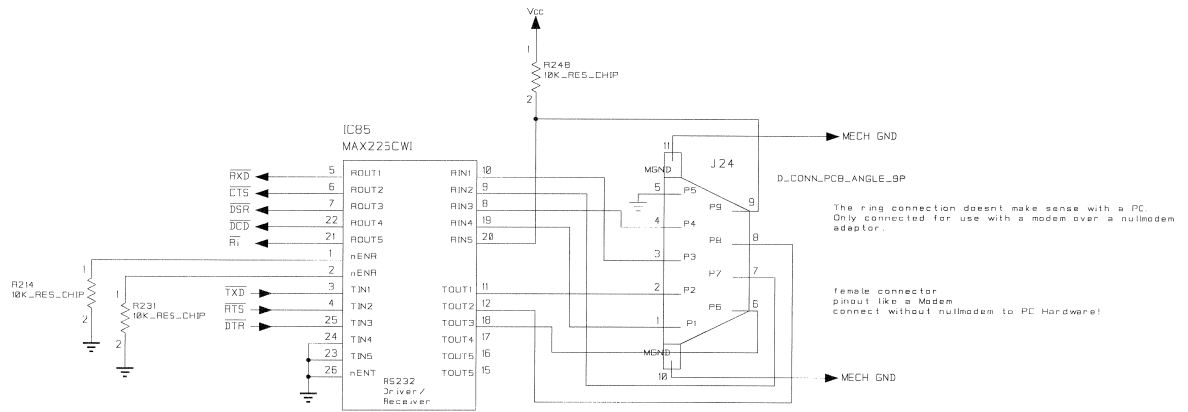 Vcc
1
R248
10K_RES_CHIP
2
IC85
MAX225CWI
MECH GND
11
J24
MGND
D_CONN_PCB_ANGLE_9P
RXD 5 ROUT1 RIN1 10
CTS 6 ROUT2 RIN2 9
DSR 7 ROUT3 RIN3 8
DCD 22 ROUT4 RIN4 19
Ri 21 ROUT5 RIN5 20
1 nENR
2 nENR
TXD 3 TIN1 TOUT1 11
RTS 4 TIN2 TOUT2 12
DTR 25 TIN3 TOUT3 18
24 TIN4 TOUT4 17
23 TIN5 TOUT5 16
26 nENT TOUT5 15
RS232
Driver/
Receiver
1
R214
10K_RES_CHIP
2
1
R231
10K_RES_CHIP
2
5 P5
P9 9
4 P4
P8 8
3 P3
P7 7
2 P2
P6 6
1 P1
MGND
10
MECH GND
The ring connection doesnt make sense with a PC.
Only connected for use with a modem over a nullmodem
adaptor.
female connector
pinout like a Modem
connect without nullmodem to PC Hardware!